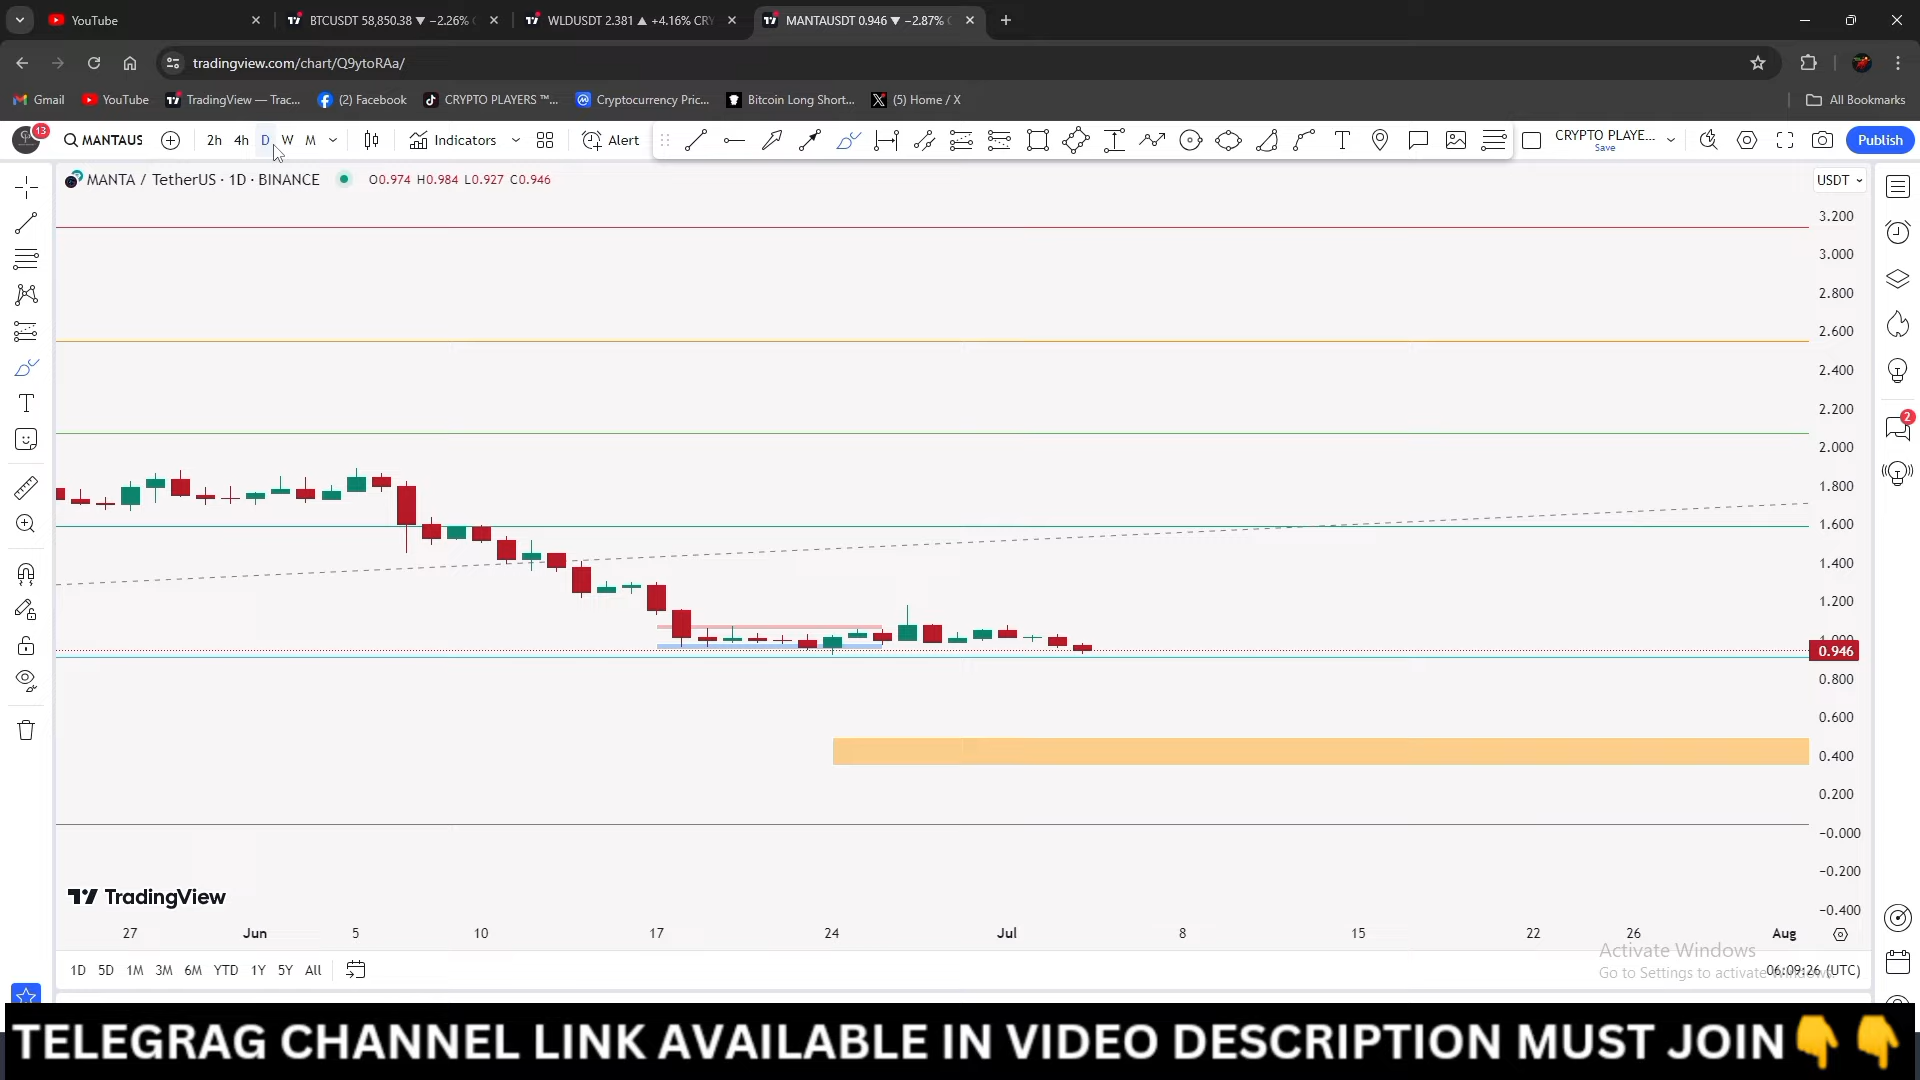 YouTube
BTCUSDT 58,850.38 ▼ −2.26%
WLDUSDT 2.381 ▲ +4.16% CRY
MANTAUSDT 0.946 ▼ −2.87%
tradingview.com/chart/Q9ytoRAa/
Gmail
YouTube
TradingView — Trac...
(2) Facebook
CRYPTO PLAYERS ™...
Cryptocurrency Pric...
Bitcoin Long Short...
(5) Home / X
All Bookmarks
13
MANTAUS
2h 4h D W M
Indicators
Alert
CRYPTO PLAYE...
Save
Publish
MANTA / TetherUS · 1D · BINANCE
O0.974 H0.984 L0.927 C0.946
USDT
3.200
3.000
2.800
2.600
2.400
2.200
2.000
1.800
1.600
1.400
1.200
1.000
0.946
0.800
0.600
0.400
0.200
−0.000
−0.200
−0.400
2
TradingView
27 Jun 5 10 17 24 Jul 8 15 22 26 Aug
1D 5D 1M 3M 6M YTD 1Y 5Y All
Activate Windows
Go to Settings to activate
06:09:26 (UTC)
TELEGRAG CHANNEL LINK AVAILABLE IN VIDEO DESCRIPTION MUST JOIN👇👇